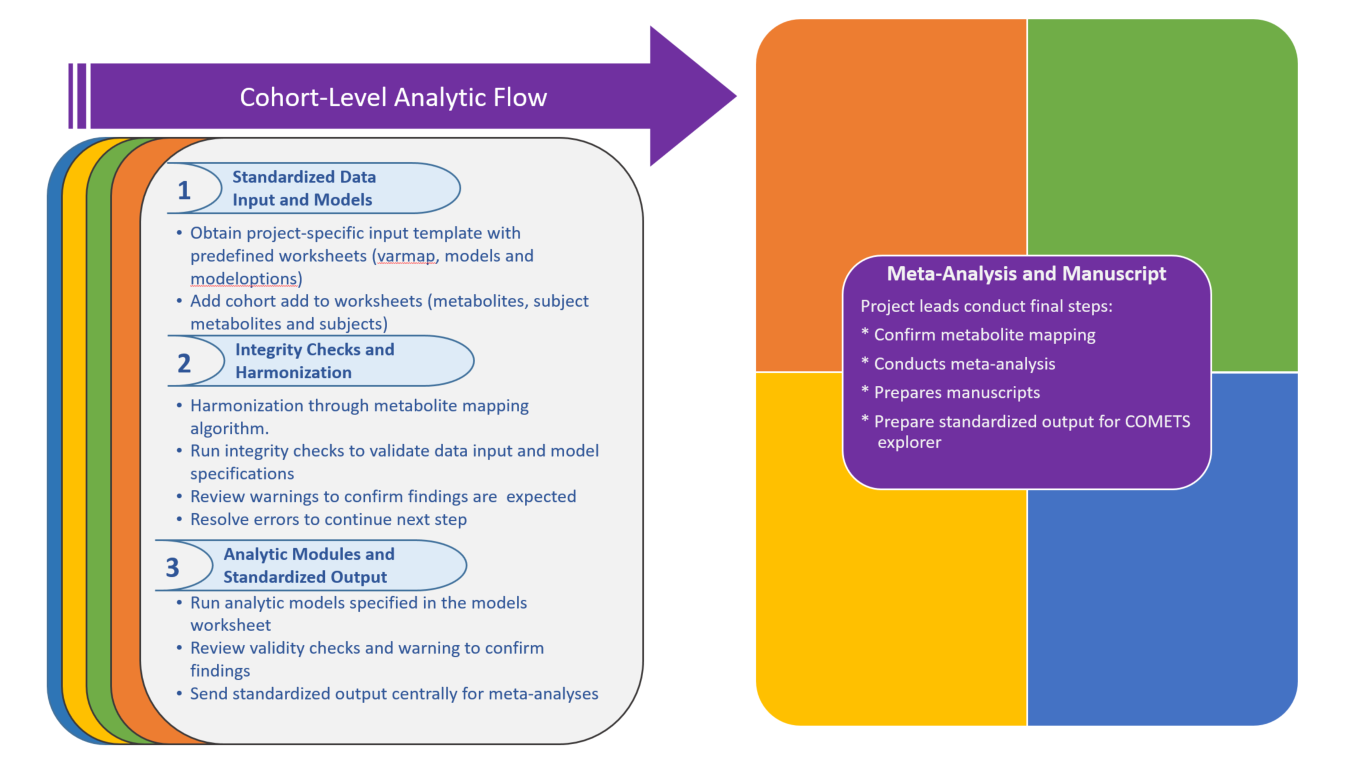 Cohort-Level Analytic Flow
1
Standardized Data
Input and Models
• Obtain project-specific input template with
predefined worksheets (varmap, models and
modeloptions)
• Add cohort add to worksheets (metabolites, subject
metabolites and subjects)
2
Integrity Checks and
Harmonization
• Harmonization through metabolite mapping
algorithm.
• Run integrity checks to validate data input and model
specifications
• Review warnings to confirm findings are expected
• Resolve errors to continue next step
3
Analytic Modules and
Standardized Output
• Run analytic models specified in the models
worksheet
• Review validity checks and warning to confirm
findings
• Send standardized output centrally for meta-analyses
Meta-Analysis and Manuscript
Project leads conduct final steps:
* Confirm metabolite mapping
* Conducts meta-analysis
* Prepares manuscripts
* Prepare standardized output for COMETS
explorer